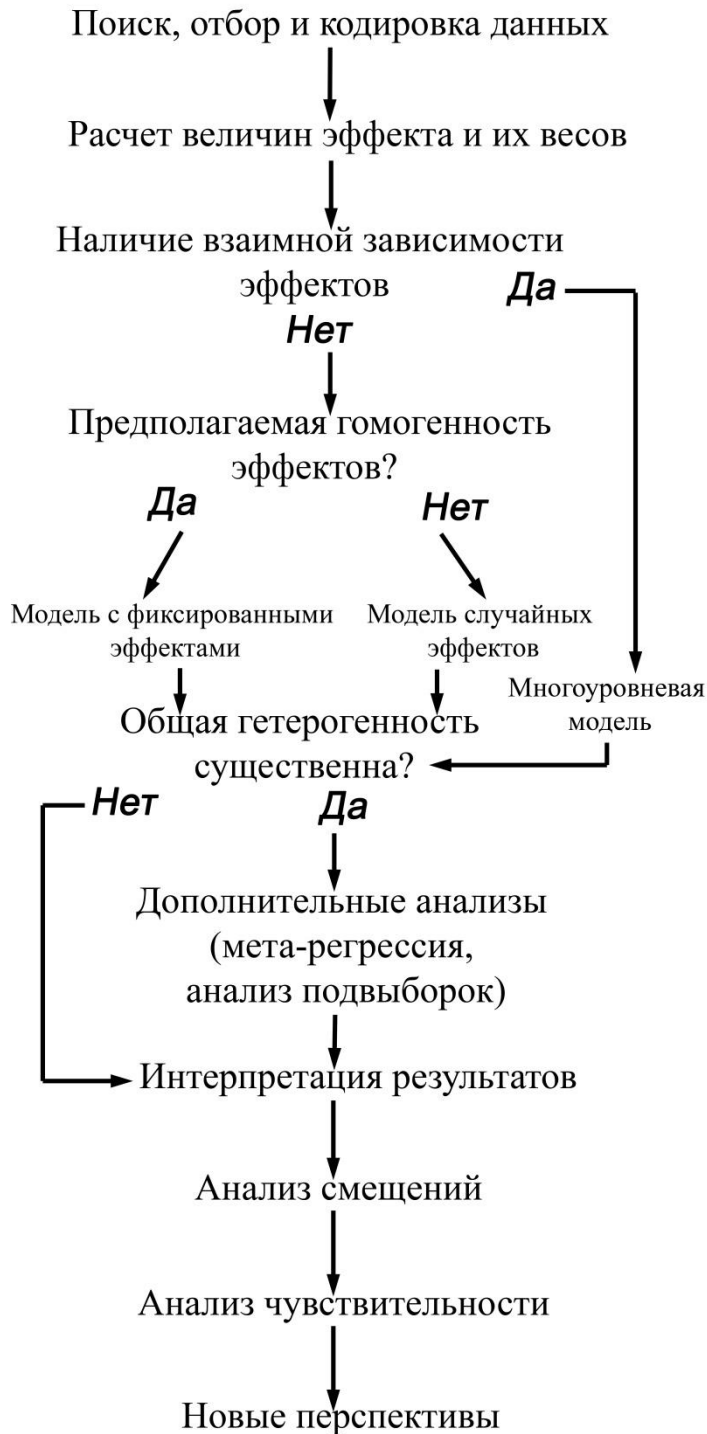 Поиск, отбор и кодировка данных
Расчет величин эффекта и их весов
Наличие взаимной зависимости
эффектов
Да
Нет
Предполагаемая гомогенность
эффектов?
Да
Нет
Модель с фиксированными
эффектами
Модель случайных
эффектов
Многоуровневая
модель
Общая гетерогенность
существенна?
Нет
Да
Дополнительные анализы
(мета-регрессия,
анализ подвыборок)
Интерпретация результатов
Анализ смещений
Анализ чувствительности
Новые перспективы